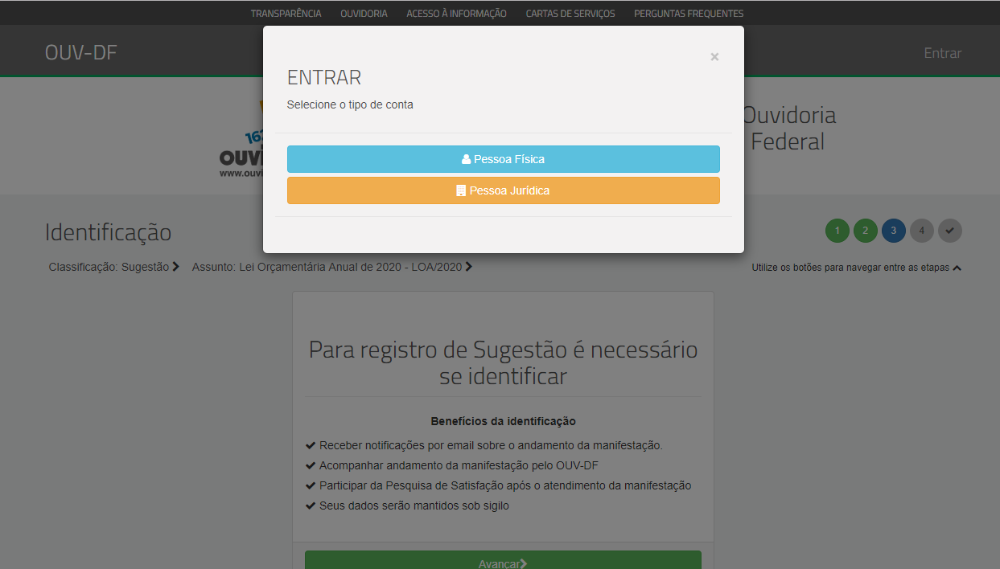 TRANSPARÊNCIA OUVIDORIA ACESSO À INFORMAÇÃO CARTAS DE SERVIÇOS PERGUNTAS FREQUENTES
OUV-DF
Entrar
×
ENTRAR
Selecione o tipo de conta
Pessoa Física
Pessoa Jurídica
162
OUVI
www.ouvi
Ouvidoria
Federal
Identificação
1 2 3 4
Classificação: Sugestão Assunto: Lei Orçamentária Anual de 2020 - LOA/2020
Utilize os botões para navegar entre as etapas
Para registro de Sugestão é necessário
se identificar
Benefícios da identificação
Receber notificações por email sobre o andamento da manifestação.
Acompanhar andamento da manifestação pelo OUV-DF
Participar da Pesquisa de Satisfação após o atendimento da manifestação
Seus dados serão mantidos sob sigilo
Avançar